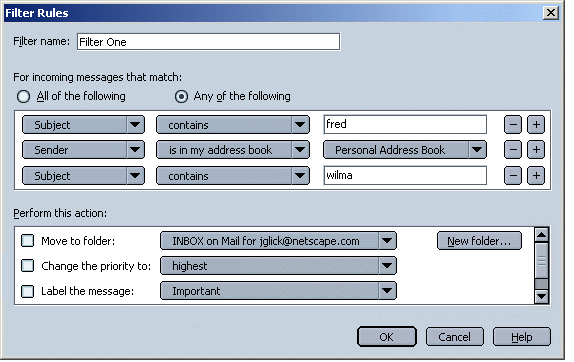 Filter Rules
Filter name: Filter One
For incoming messages that match:
All of the following Any of the following
Subject contains fred
Sender is in my address book Personal Address Book
Subject contains wilma
Perform this action:
Move to folder: INBOX on Mail for jglick@netscape.com New folder...
Change the priority to: highest
Label the message: Important
OK Cancel Help